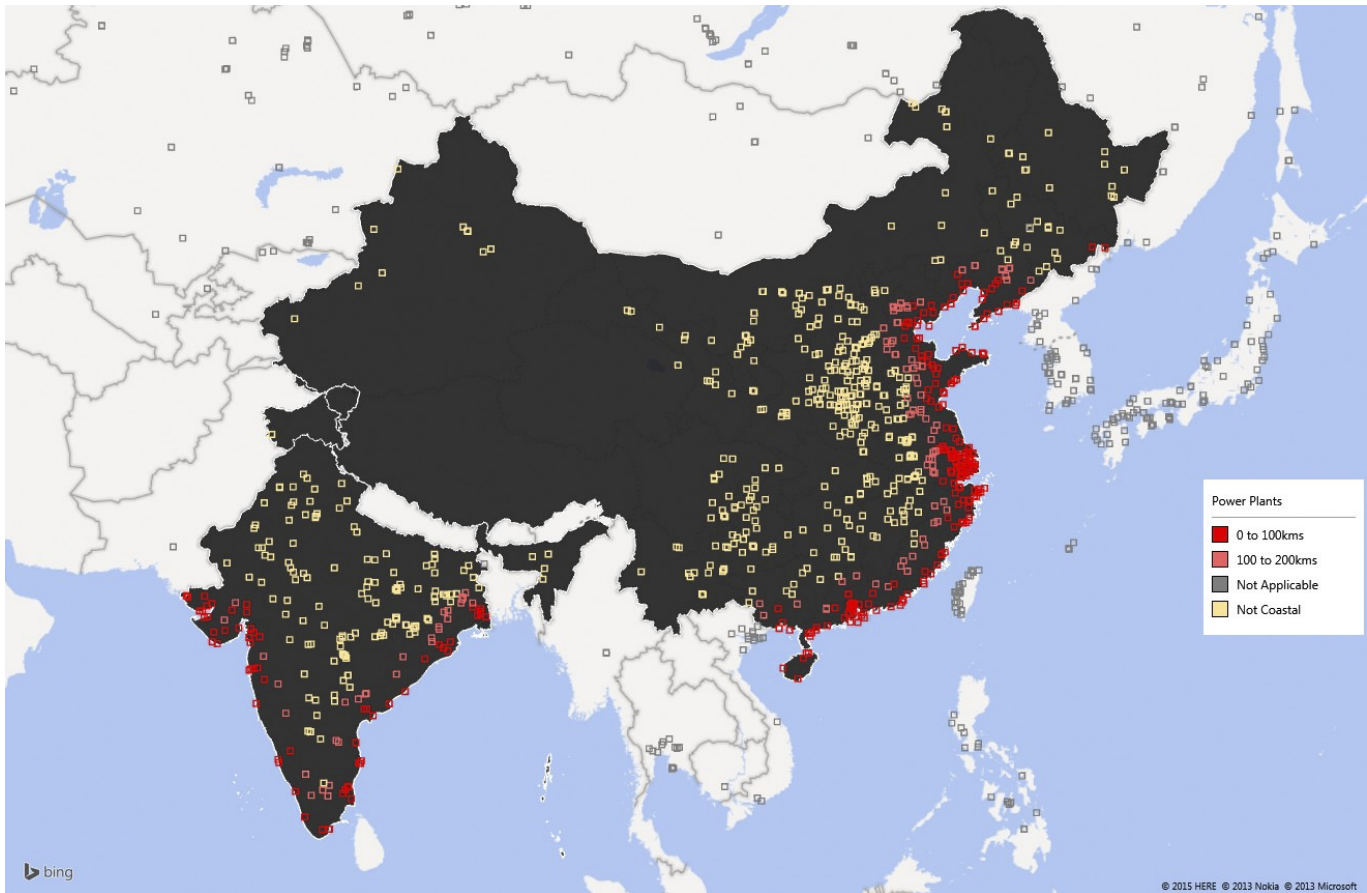 Power Plants
0 to 100kms
100 to 200kms
Not Applicable
Not Coastal
bing
© 2015 HERE © 2013 Nokia © 2013 Microsoft